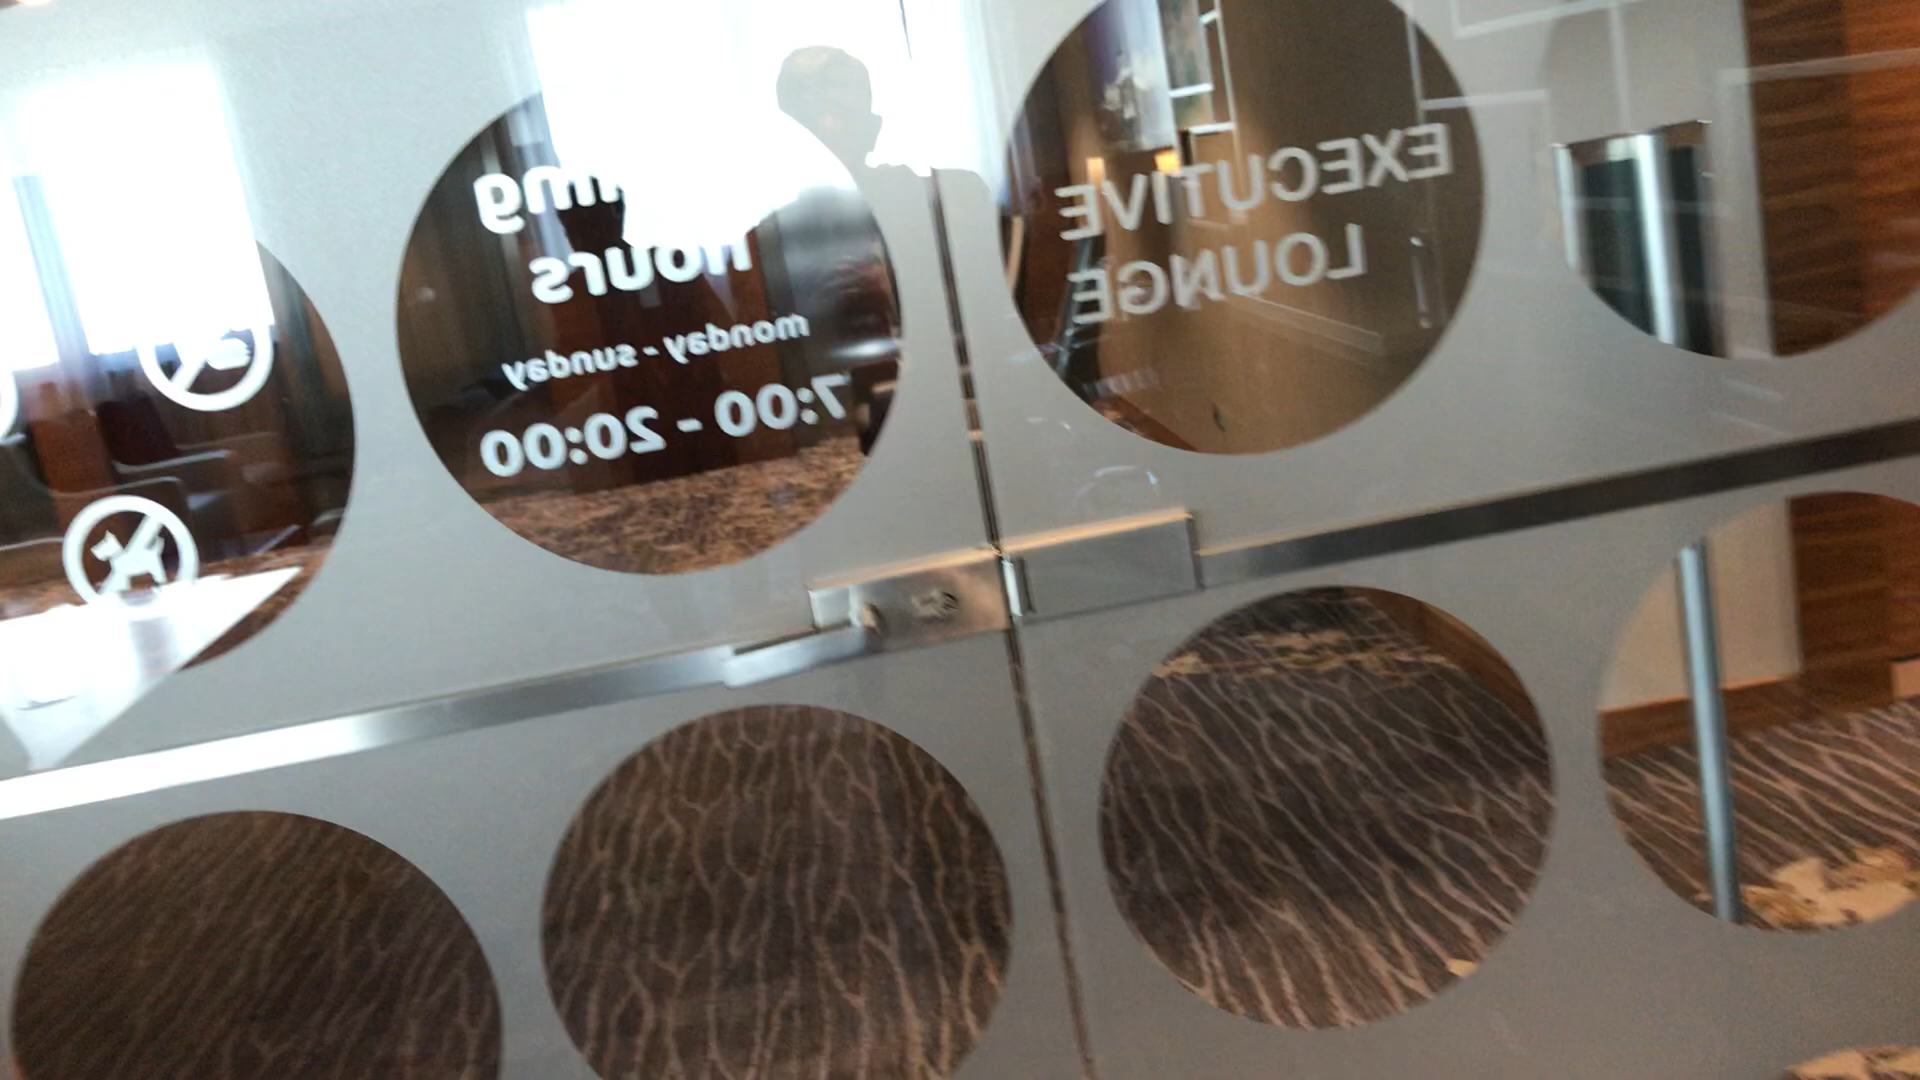 EXECUTIVE
LOUNGE
hours
monday - sunday
7:00 - 20:00